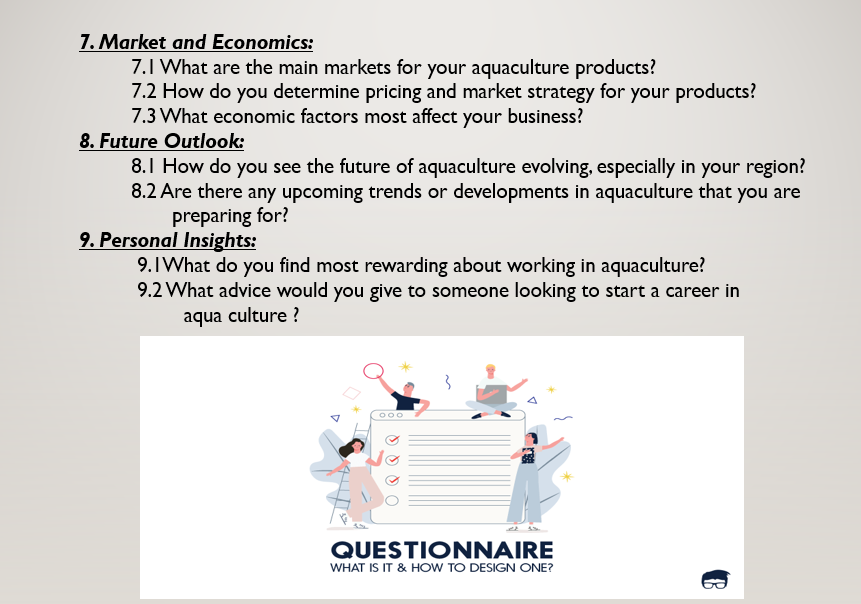 7. Market and Economics:
7.1 What are the main markets for your aquaculture products?
7.2 How do you determine pricing and market strategy for your products?
7.3 What economic factors most affect your business?
8. Future Outlook:
8.1 How do you see the future of aquaculture evolving, especially in your region?
8.2 Are there any upcoming trends or developments in aquaculture that you are
preparing for?
9. Personal Insights:
9.1What do you find most rewarding about working in aquaculture?
9.2 What advice would you give to someone looking to start a career in
aqua culture ?
QUESTIONNAIRE
WHAT IS IT & HOW TO DESIGN ONE?